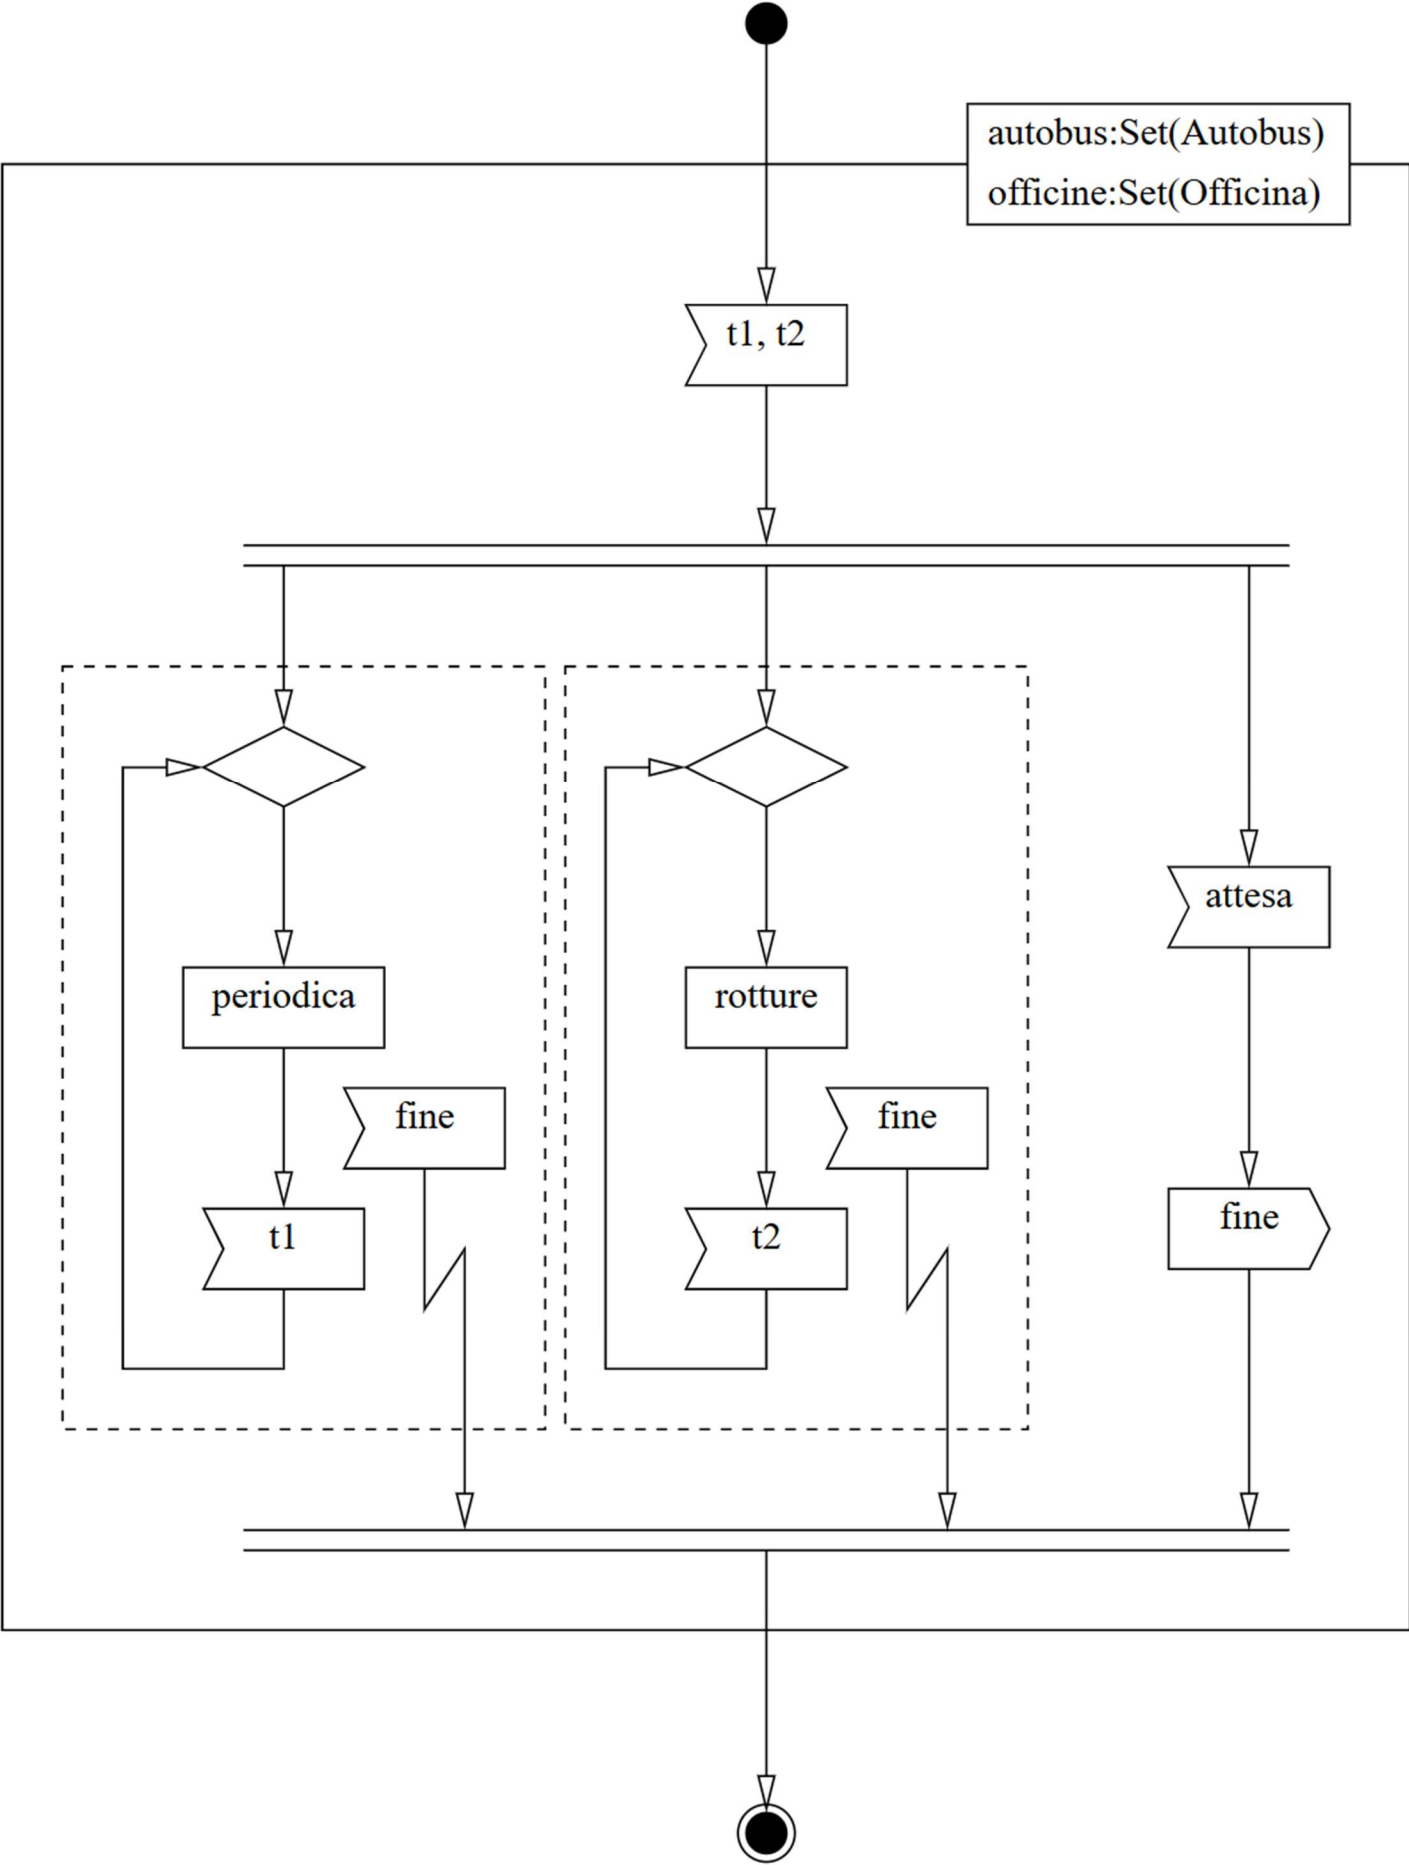 autobus:Set(Autobus)
officine:Set(Officina)
t1, t2
attesa
periodica
rotture
fine
fine
t1
t2
fine